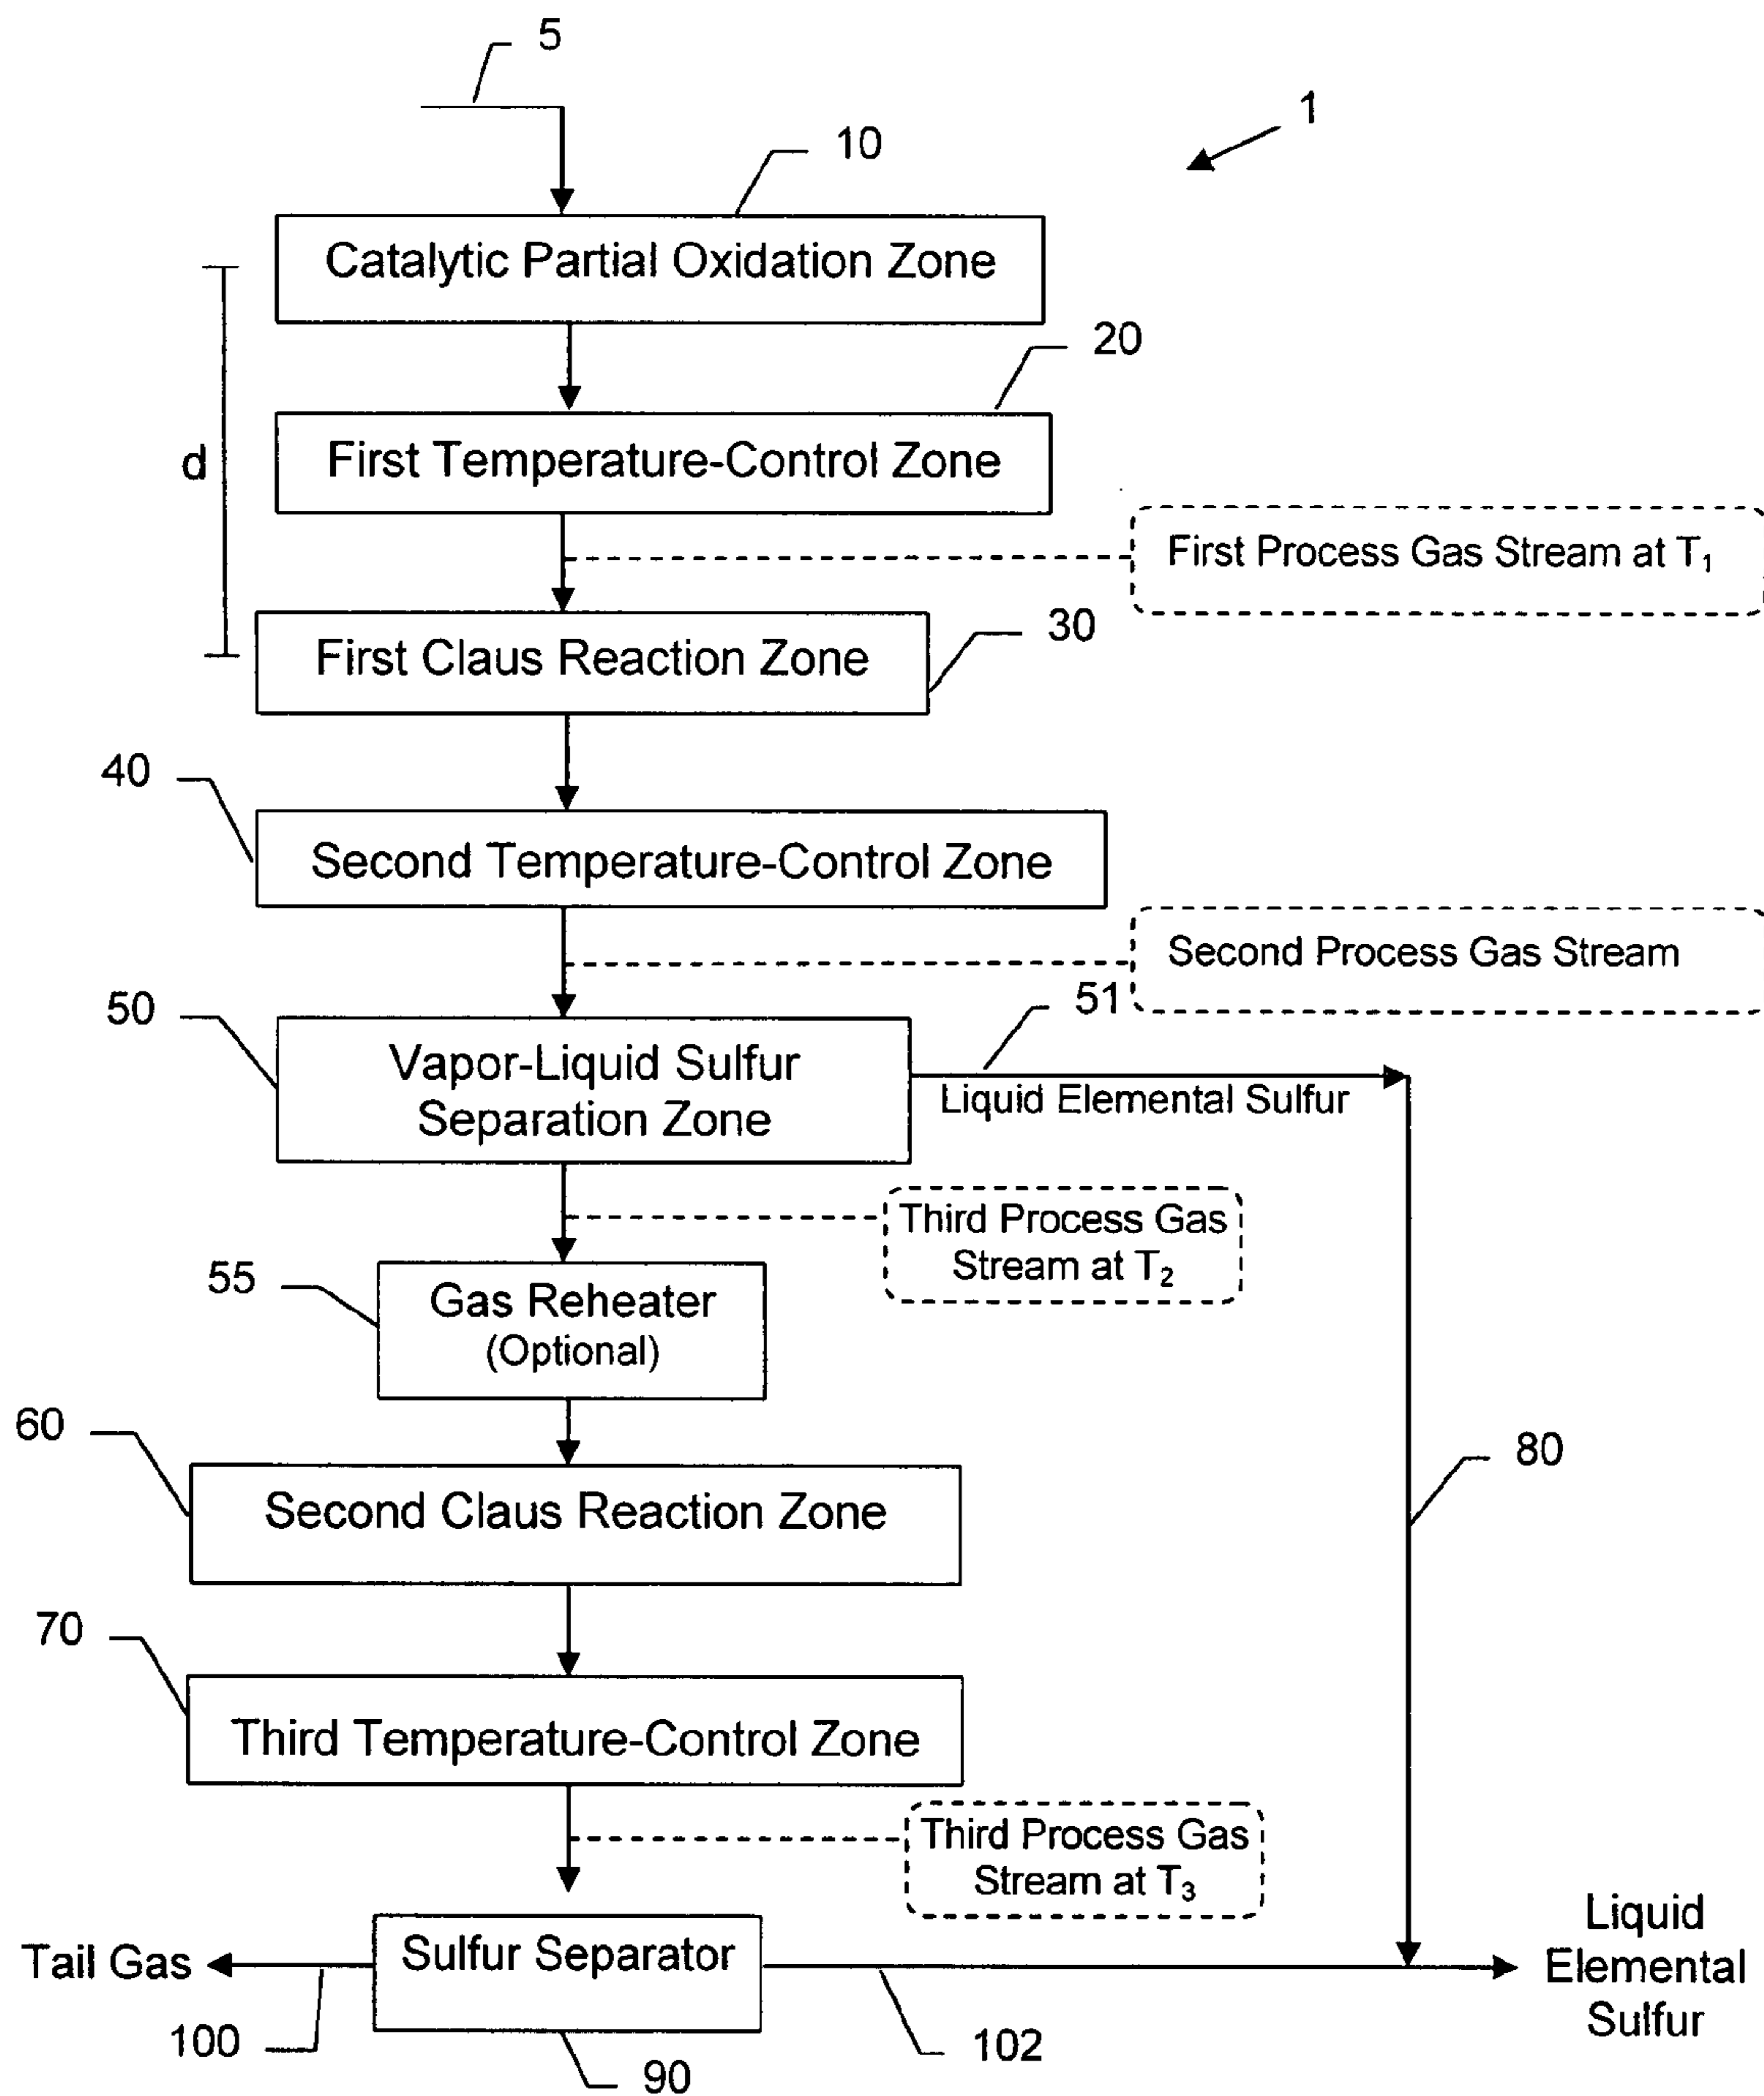 5
1
10
Catalytic Partial Oxidation Zone
20
d
First Temperature-Control Zone
First Process Gas Stream at T₁
30
First Claus Reaction Zone
40
Second Temperature-Control Zone
Second Process Gas Stream
50
51
Vapor-Liquid Sulfur
Separation Zone
Liquid Elemental Sulfur
Third Process Gas
Stream at T₂
55
Gas Reheater
(Optional)
60
80
Second Claus Reaction Zone
70
Third Temperature-Control Zone
Third Process Gas
Stream at T₃
Tail Gas
Sulfur Separator
Liquid
Elemental
Sulfur
100
102
90